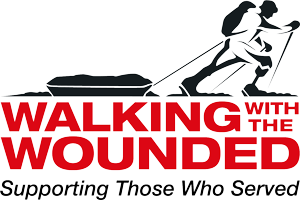 WALKING WITH THE
WOUNDED
Supporting Those Who Served